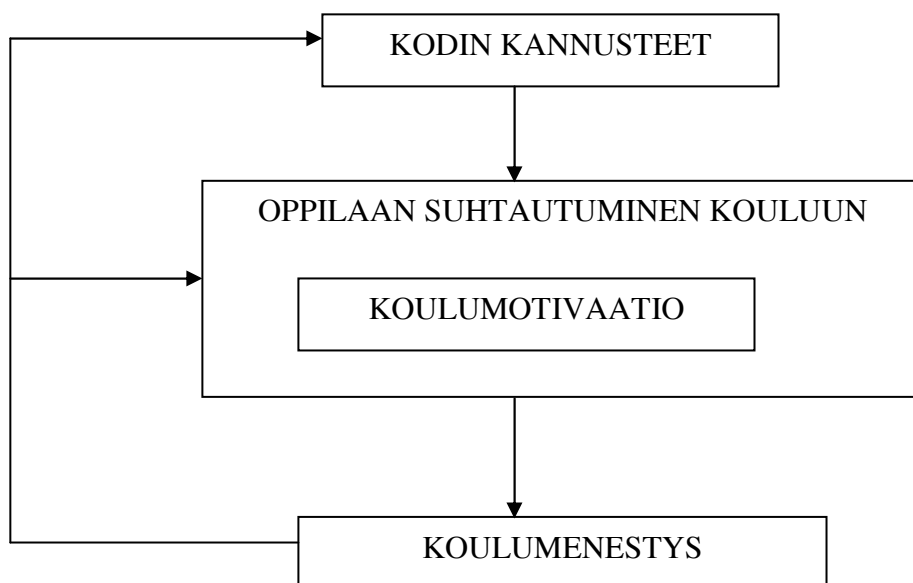 KODIN KANNUSTEET
OPPILAAN SUHTAUTUMINEN KOULUUN
KOULUMOTIVAATIO
KOULUMENESTYS